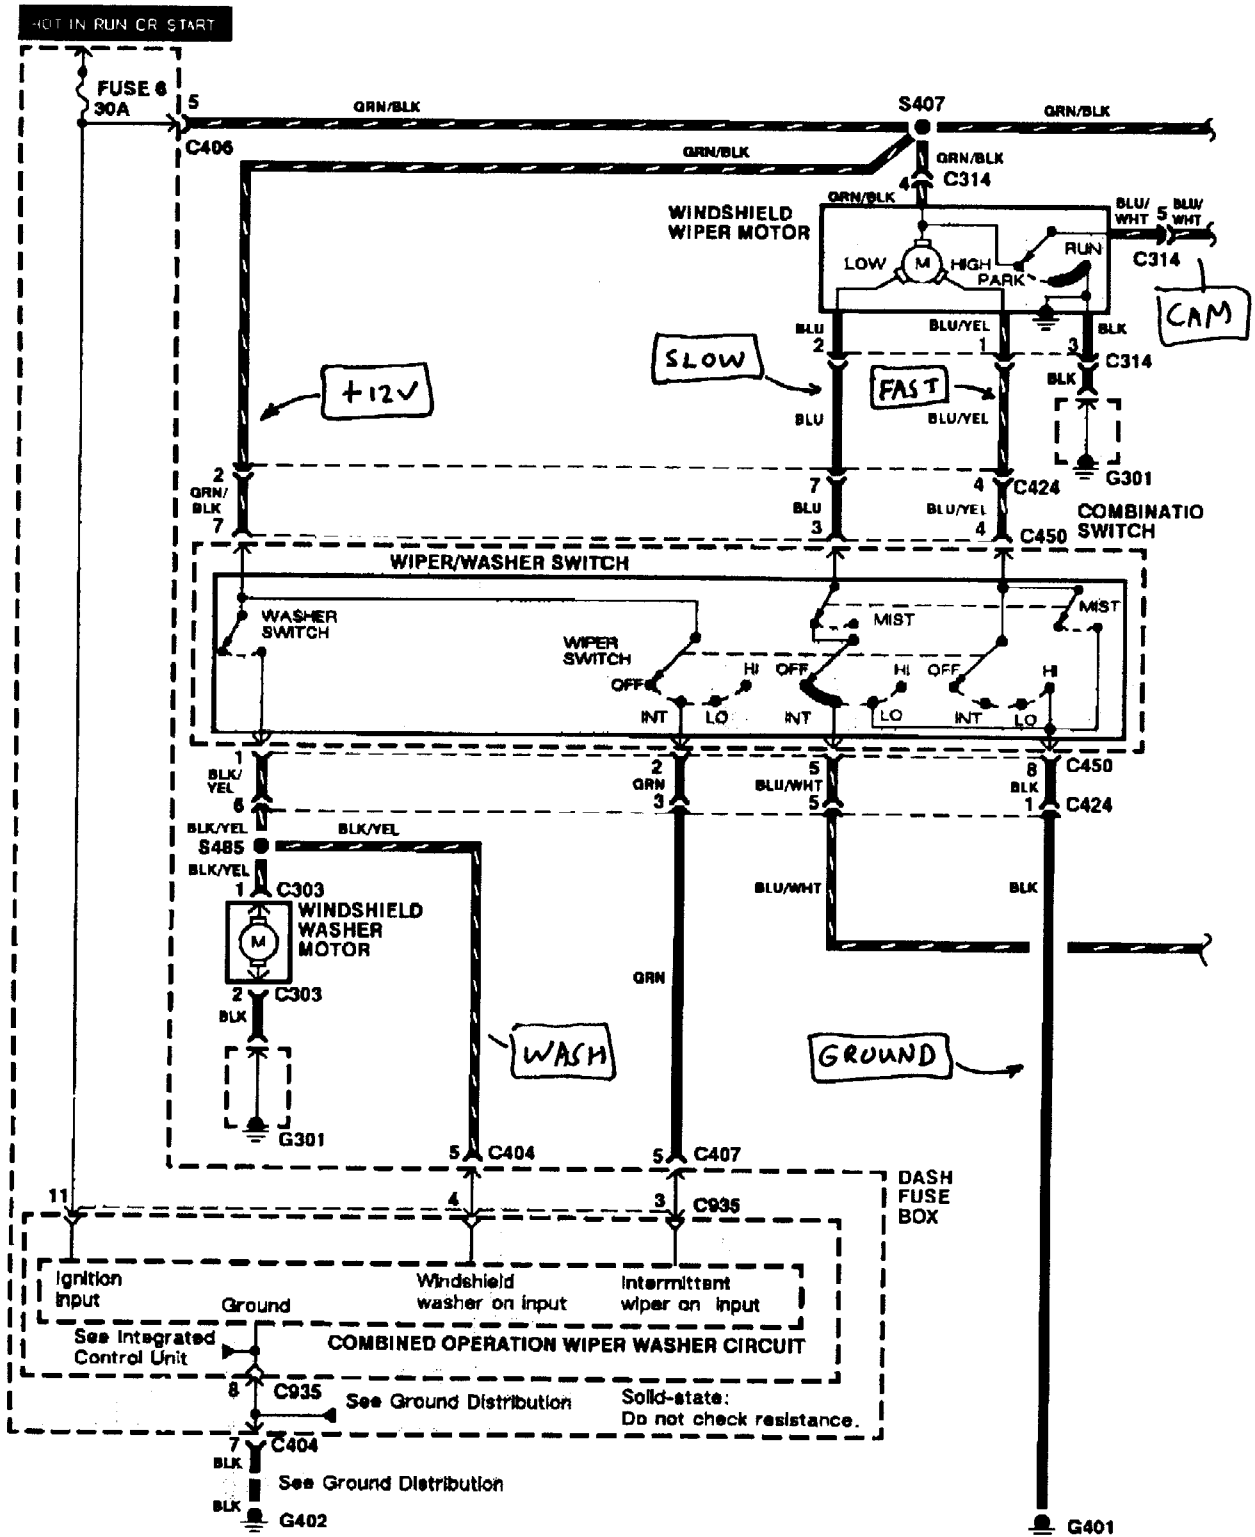 HOT IN RUN OR START
FUSE 6
30A
5
GRN/BLK
S407
GRN/BLK
C406
GRN/BLK
GRN/BLK
4
C314
GRN/BLK
WINDSHIELD
WIPER MOTOR
BLU/
WHT
5
BLU/
WHT
C314
LOW
M
HIGH
PARK
RUN
CAM
BLU
2
BLU/YEL
1
BLK
3
C314
SLOW
FAST
BLK
+12V
BLU
BLU/YEL
2
GRN/
BLK
7
7
BLU
3
4
C424
BLU/YEL
4
C450
G301
COMBINATIO
SWITCH
WIPER/WASHER SWITCH
WASHER
SWITCH
WIPER
SWITCH
MIST
MIST
OFF
INT
LO
HI
OFF
INT
LO
HI
OFF
INT
LO
HI
1
2
5
8
C450
BLK/
YEL
GRN
BLU/WHT
BLK
6
3
5
1
C424
BLK/YEL
S485
BLK/YEL
BLK/YEL
1
C303
BLU/WHT
BLK
WINDSHIELD
WASHER
MOTOR
M
2
C303
BLK
GRN
WASH
GROUND
G301
5
C404
5
C407
DASH
FUSE
BOX
11
4
3
C935
Ignition
input
Windshield
washer on input
Intermittent
wiper on input
Ground
See Integrated
Control Unit
COMBINED OPERATION WIPER WASHER CIRCUIT
8
C935
See Ground Distribution
Solid-state:
Do not check resistance.
7
C404
BLK
See Ground Distribution
BLK
G402
G401